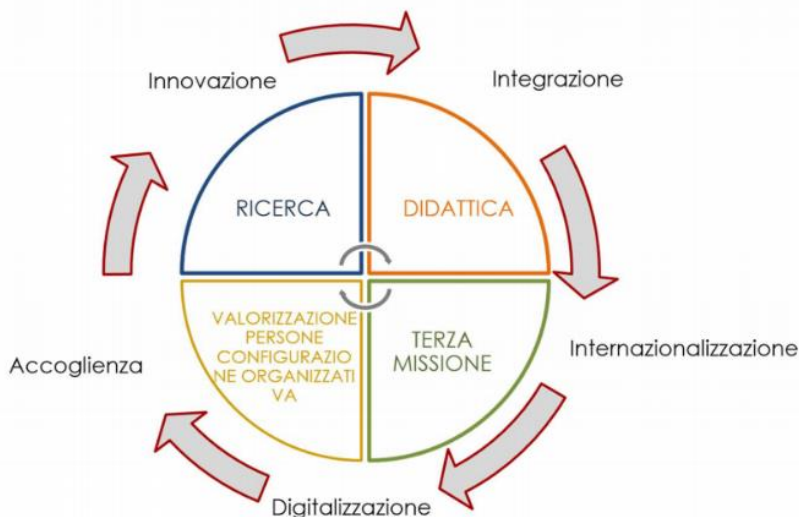 Innovazione
Integrazione
RICERCA
DIDATTICA
VALORIZZAZIONE
PERSONE
CONFIGURAZIO
NE ORGANIZZATI
VA
TERZA
MISSIONE
Internazionalizzazione
Accoglienza
Digitalizzazione